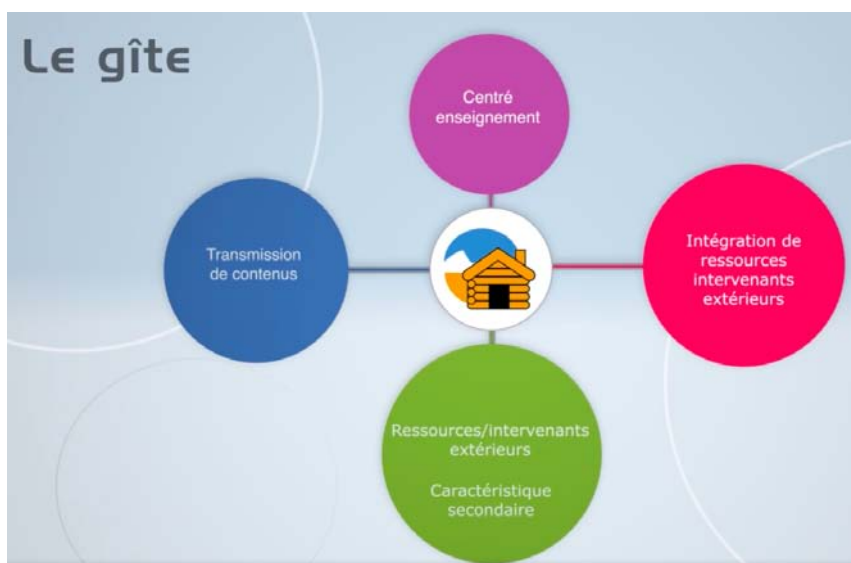 Le gîte
Centré
enseignement
Transmission
de contenus
Intégration de
ressources
intervenants
extérieurs
Ressources/intervenants
extérieurs
Caractéristique
secondaire